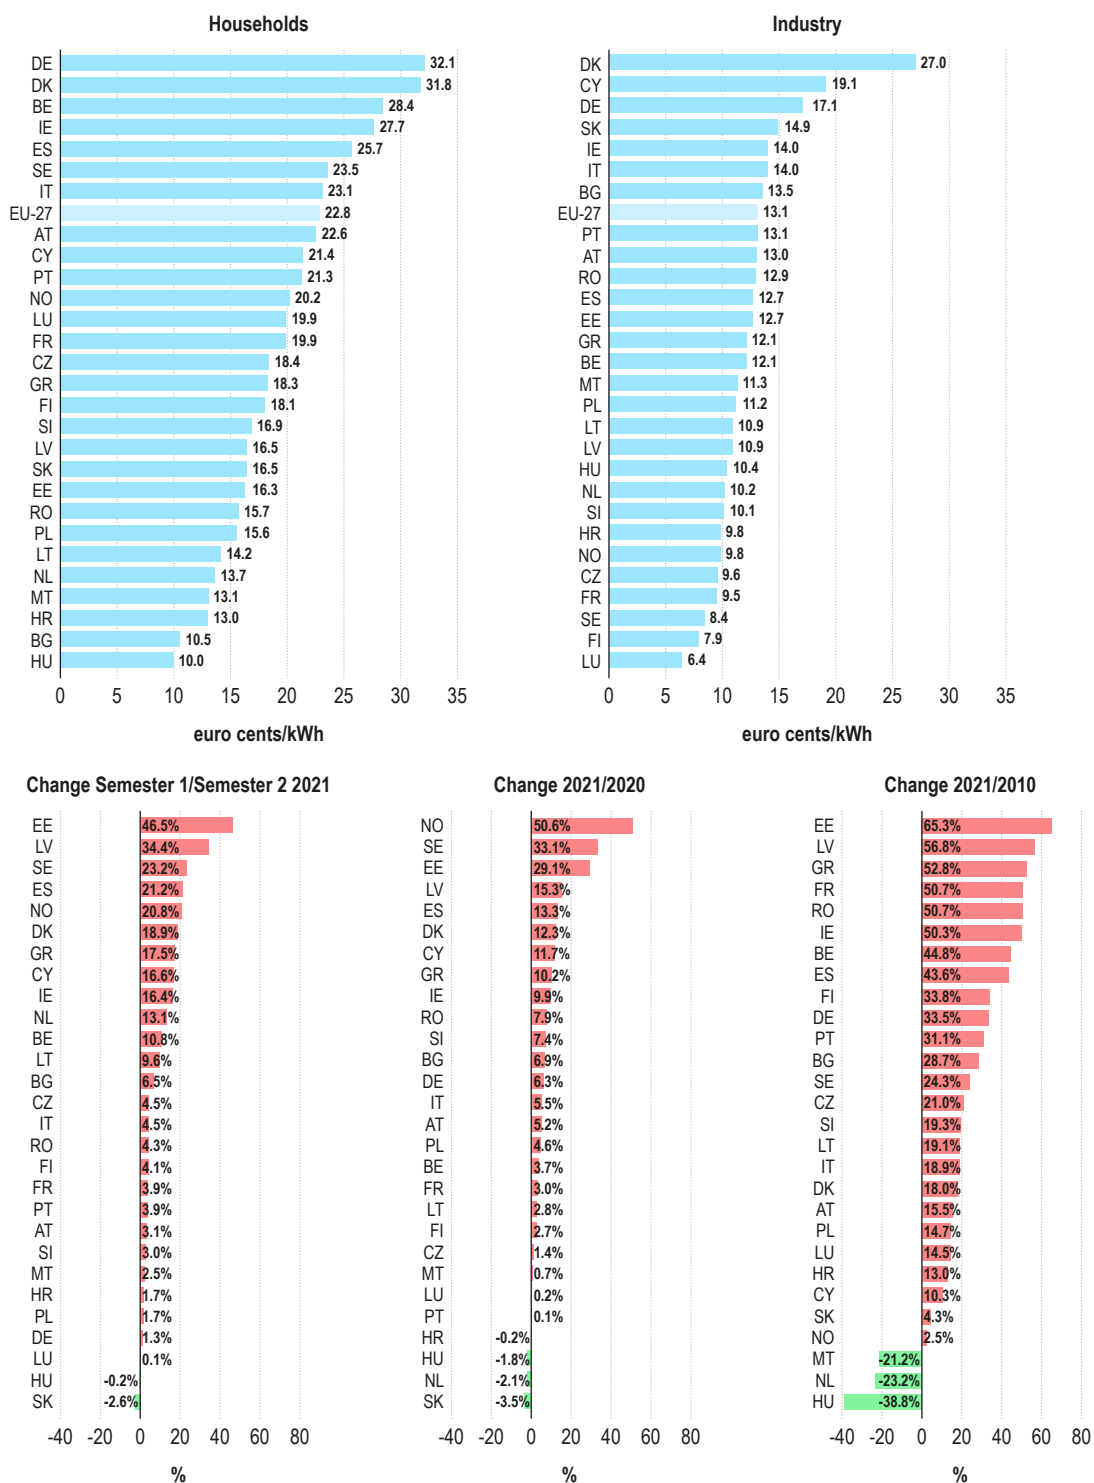 Households
DE 32.1
DK 31.8
BE 28.4
IE 27.7
ES 25.7
SE 23.5
IT 23.1
EU-27 22.8
AT 22.6
CY 21.4
PT 21.3
NO 20.2
LU 19.9
FR 19.9
CZ 18.4
GR 18.3
FI 18.1
SI 16.9
LV 16.5
SK 16.5
EE 16.3
RO 15.7
PL 15.6
LT 14.2
NL 13.7
MT 13.1
HR 13.0
BG 10.5
HU 10.0
0 5 10 15 20 25 30 35
euro cents/kWh
Industry
DK 27.0
CY 19.1
DE 17.1
SK 14.9
IE 14.0
IT 14.0
BG 13.5
EU-27 13.1
PT 13.1
AT 13.0
RO 12.9
ES 12.7
EE 12.7
GR 12.1
BE 12.1
MT 11.3
PL 11.2
LT 10.9
LV 10.9
HU 10.4
NL 10.2
SI 10.1
HR 9.8
NO 9.8
CZ 9.6
FR 9.5
SE 8.4
FI 7.9
LU 6.4
0 5 10 15 20 25 30 35
euro cents/kWh
Change Semester 1/Semester 2 2021
EE 46.5%
LV 34.4%
SE 23.2%
ES 21.2%
NO 20.8%
DK 18.9%
GR 17.5%
CY 16.6%
IE 16.4%
NL 13.1%
BE 10.8%
LT 9.6%
BG 6.5%
CZ 4.5%
IT 4.5%
RO 4.3%
FI 4.1%
FR 3.9%
PT 3.9%
AT 3.1%
SI 3.0%
MT 2.5%
HR 1.7%
PL 1.7%
DE 1.3%
LU 0.1%
HU -0.2%
SK -2.6%
-40 -20 0 20 40 60 80
%
Change 2021/2020
NO 50.6%
SE 33.1%
EE 29.1%
LV 15.3%
ES 13.3%
DK 12.3%
CY 11.7%
GR 10.2%
IE 9.9%
RO 7.9%
SI 7.4%
BG 6.9%
DE 6.3%
IT 5.5%
AT 5.2%
PL 4.6%
BE 3.7%
FR 3.0%
LT 2.8%
FI 2.7%
CZ 1.4%
MT 0.7%
LU 0.2%
PT 0.1%
HR -0.2%
HU -1.8%
NL -2.1%
SK -3.5%
-40 -20 0 20 40 60 80
%
Change 2021/2010
EE 65.3%
LV 56.8%
GR 52.8%
FR 50.7%
RO 50.7%
IE 50.3%
BE 44.8%
ES 43.6%
FI 33.8%
DE 33.5%
PT 31.1%
BG 28.7%
SE 24.3%
CZ 21.0%
SI 19.3%
LT 19.1%
IT 18.9%
DK 18.0%
AT 15.5%
PL 14.7%
LU 14.5%
HR 13.0%
CY 10.3%
SK 4.3%
NO 2.5%
MT -21.2%
NL -23.2%
HU -38.8%
-40 -20 0 20 40 60 80
%